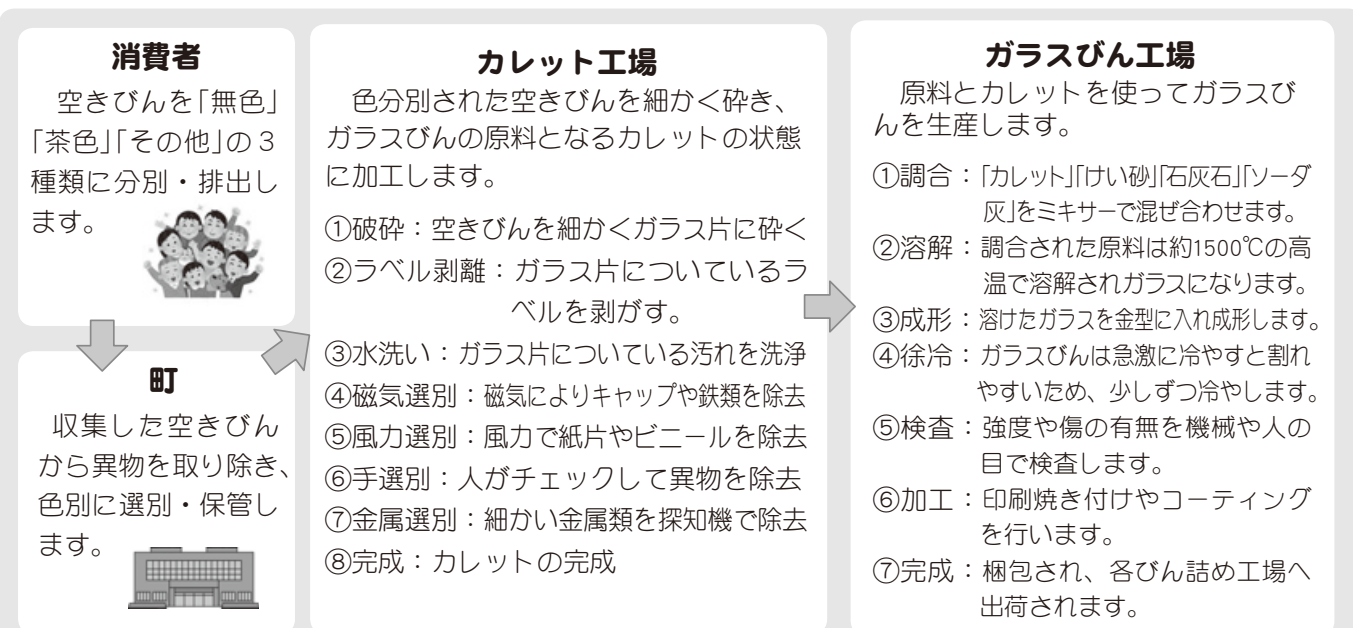 消費者
空きびんを｢無色｣
｢茶色｣｢その他｣の３
種類に分別・排出し
ます。
町
収集した空きびん
から異物を取り除き、
色別に選別・保管し
ます。
カレット工場
色分別された空きびんを細かく砕き、
ガラスびんの原料となるカレットの状態
に加工します。
①破砕：空きびんを細かくガラス片に砕く
②ラベル剥離：ガラス片についているラ
ベルを剥がす。
③水洗い：ガラス片についている汚れを洗浄
④磁気選別：磁気によりキャップや鉄類を除去
⑤風力選別：風力で紙片やビニールを除去
⑥手選別：人がチェックして異物を除去
⑦金属選別：細かい金属類を探知機で除去
⑧完成：カレットの完成
ガラスびん工場
原料とカレットを使ってガラスび
んを生産します。
①調合：｢カレット｣｢けい砂｣｢石灰石｣｢ソーダ
灰｣をミキサーで混ぜ合わせます。
②溶解：調合された原料は約1500℃の高
温で溶解されガラスになります。
③成形：溶けたガラスを金型に入れ成形します。
④徐冷：ガラスびんは急激に冷やすと割れ
やすいため、少しずつ冷やします。
⑤検査：強度や傷の有無を機械や人の
目で検査します。
⑥加工：印刷焼き付けやコーティング
を行います。
⑦完成：梱包され、各びん詰め工場へ
出荷されます。